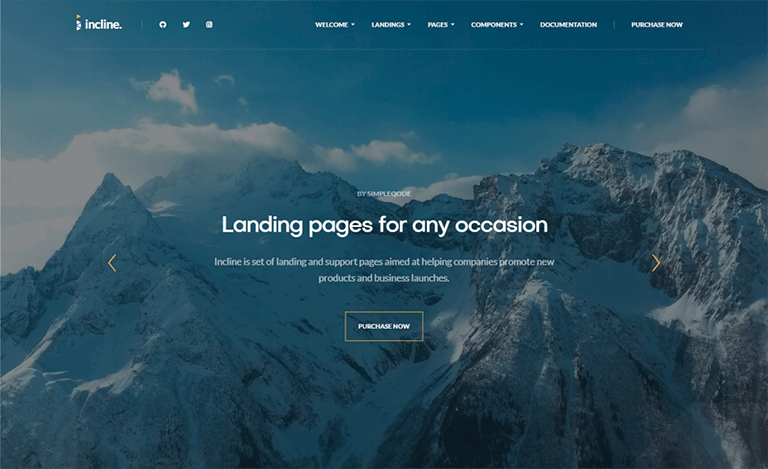 incline.
WELCOME LANDINGS PAGES COMPONENTS DOCUMENTATION PURCHASE NOW
BY SIMPLEQODE
Landing pages for any occasion
Incline is set of landing and support pages aimed at helping companies promote new
products and business launches.
PURCHASE NOW